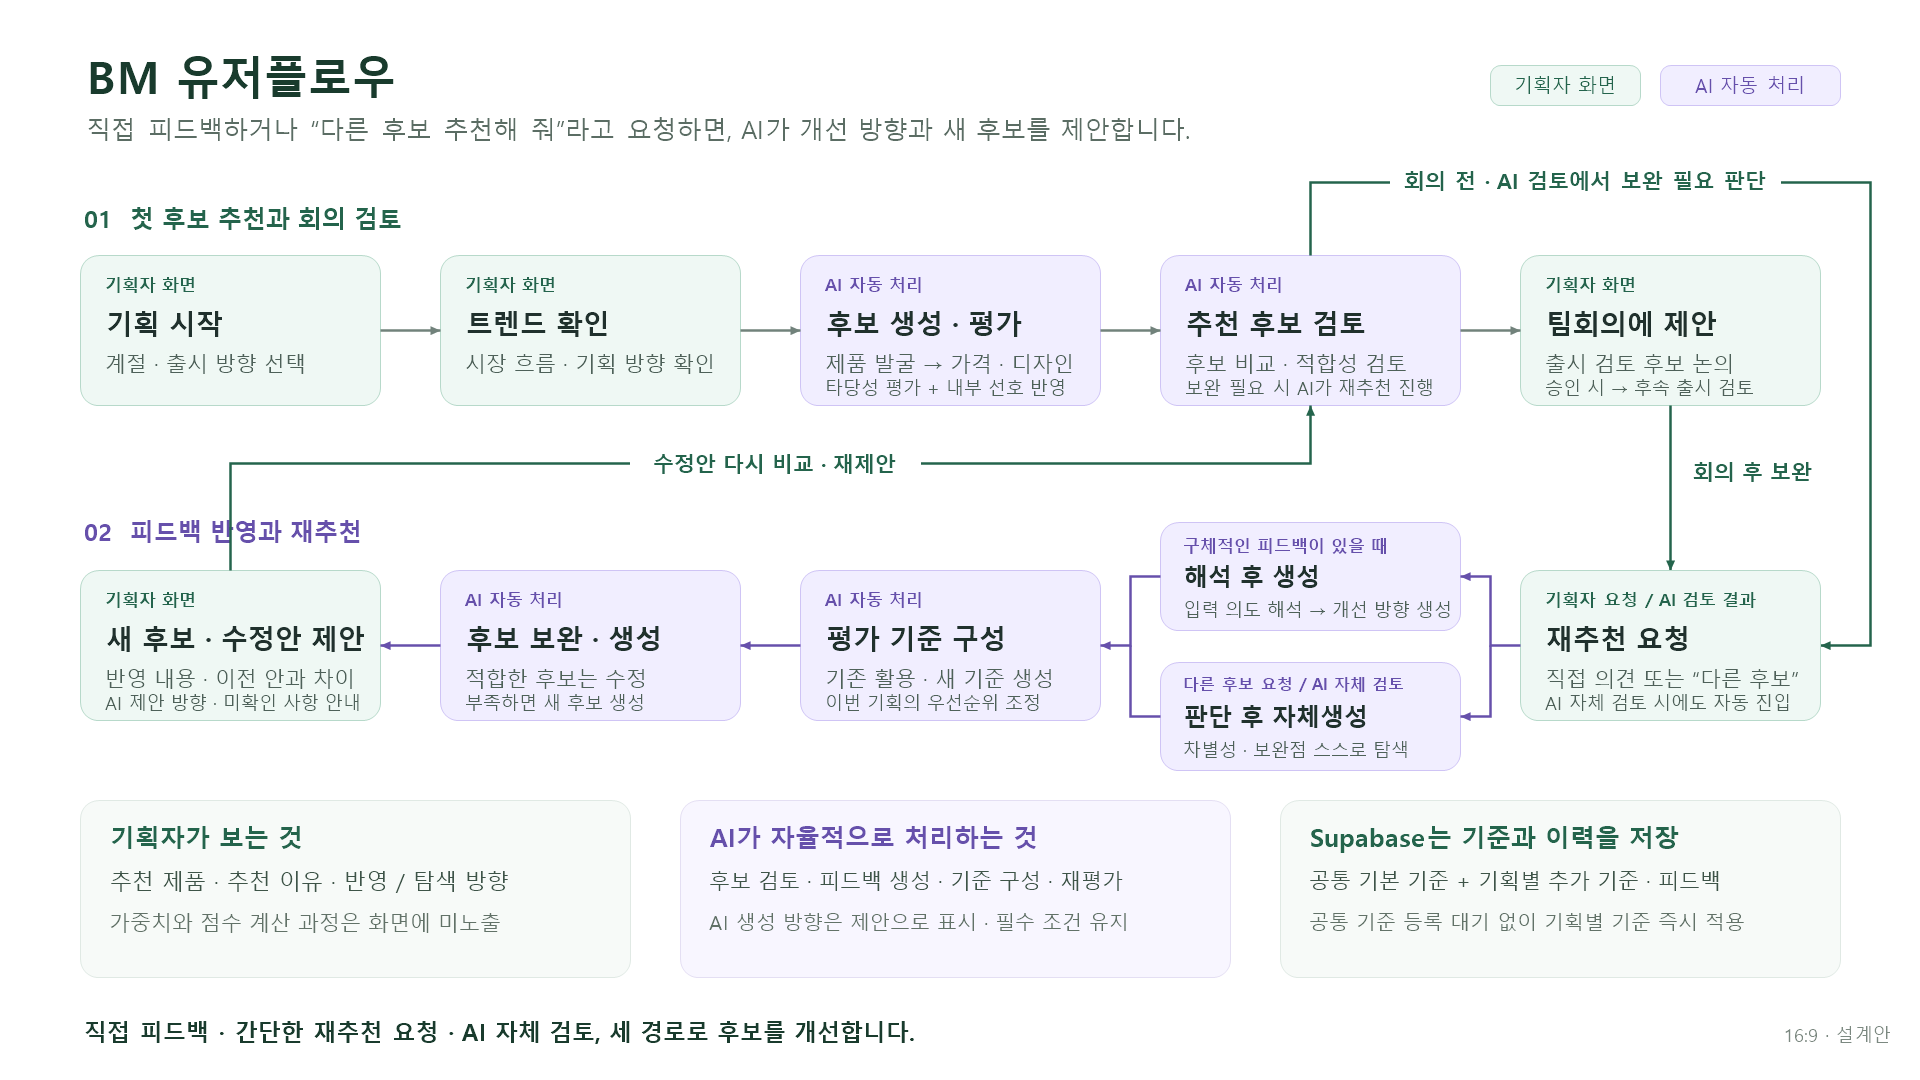 BM 유저플로우
기획자 화면
AI 자동 처리
직접 피드백하거나 “다른 후보 추천해 줘”라고 요청하면, AI가 개선 방향과 새 후보를 제안합니다.
회의 전 · AI 검토에서 보완 필요 판단
01 첫 후보 추천과 회의 검토
기획자 화면
기획 시작
계절 · 출시 방향 선택
기획자 화면
트렌드 확인
시장 흐름 · 기획 방향 확인
AI 자동 처리
후보 생성 · 평가
제품 발굴 → 가격 · 디자인
타당성 평가 + 내부 선호 반영
AI 자동 처리
추천 후보 검토
후보 비교 · 적합성 검토
보완 필요 시 AI가 재추천 진행
기획자 화면
팀회의에 제안
출시 검토 후보 논의
승인 시 → 후속 출시 검토
수정안 다시 비교 · 재제안
회의 후 보완
02 피드백 반영과 재추천
기획자 화면
새 후보 · 수정안 제안
반영 내용 · 이전 안과 차이
AI 제안 방향 · 미확인 사항 안내
AI 자동 처리
후보 보완 · 생성
적합한 후보는 수정
부족하면 새 후보 생성
AI 자동 처리
평가 기준 구성
기존 활용 · 새 기준 생성
이번 기획의 우선순위 조정
구체적인 피드백이 있을 때
해석 후 생성
입력 의도 해석 → 개선 방향 생성
다른 후보 요청 / AI 자체 검토
판단 후 자체생성
차별성 · 보완점 스스로 탐색
기획자 요청 / AI 검토 결과
재추천 요청
직접 의견 또는 “다른 후보”
AI 자체 검토 시에도 자동 진입
기획자가 보는 것
추천 제품 · 추천 이유 · 반영 / 탐색 방향
가중치와 점수 계산 과정은 화면에 미노출
AI가 자율적으로 처리하는 것
후보 검토 · 피드백 생성 · 기준 구성 · 재평가
AI 생성 방향은 제안으로 표시 · 필수 조건 유지
Supabase는 기준과 이력을 저장
공통 기본 기준 + 기획별 추가 기준 · 피드백
공통 기준 등록 대기 없이 기획별 기준 즉시 적용
직접 피드백 · 간단한 재추천 요청 · AI 자체 검토, 세 경로로 후보를 개선합니다.
16:9 · 설계안